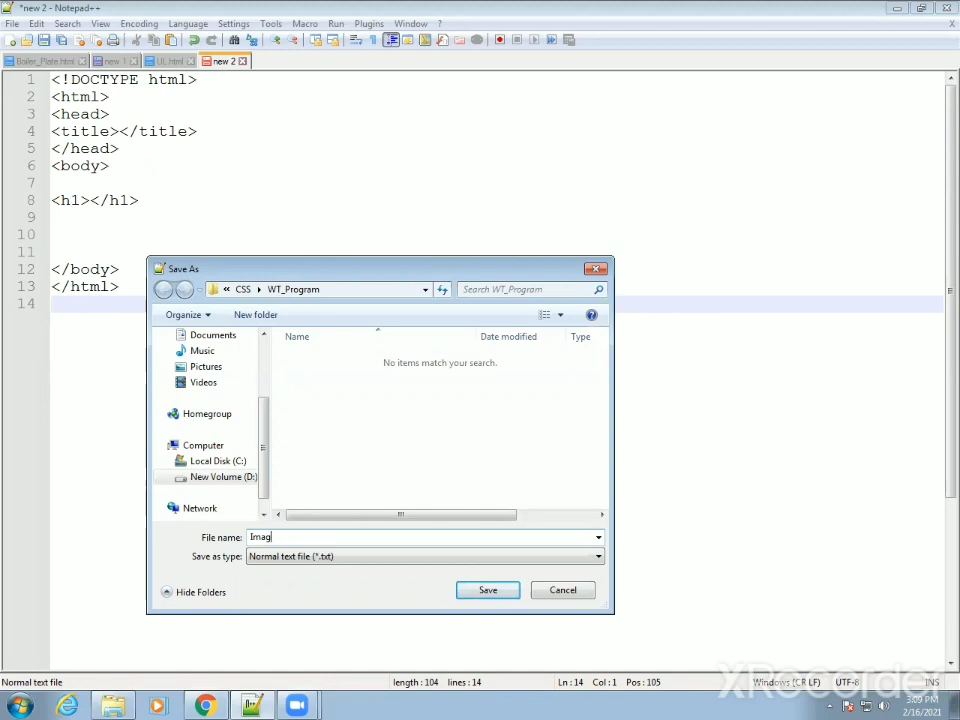 *new 2 - Notepad++
File Edit Search View Encoding Language Settings Tools Macro Run Plugins Window ? X
Boiler_Plate.html new 1 UL.html new 2
1 <!DOCTYPE html>
2 <html>
3 <head>
4 <title></title>
5 </head>
6 <body>
7
8 <h1></h1>
9
10
11
12 </body>
13 </html>
14
Save As
« CSS WT_Program Search WT_Program
Organize New folder
Name Date modified Type
No items match your search.
Documents
Music
Pictures
Videos
Homegroup
Computer
Local Disk (C:)
New Volume (D:)
Network
File name: Imag
Save as type: Normal text file (*.txt)
Hide Folders Save Cancel
XRecorder
Normal text file length : 104 lines : 14 Ln : 14 Col : 1 Pos : 105 Windows (CR LF) UTF-8 INS
3:09 PM
2/16/2021